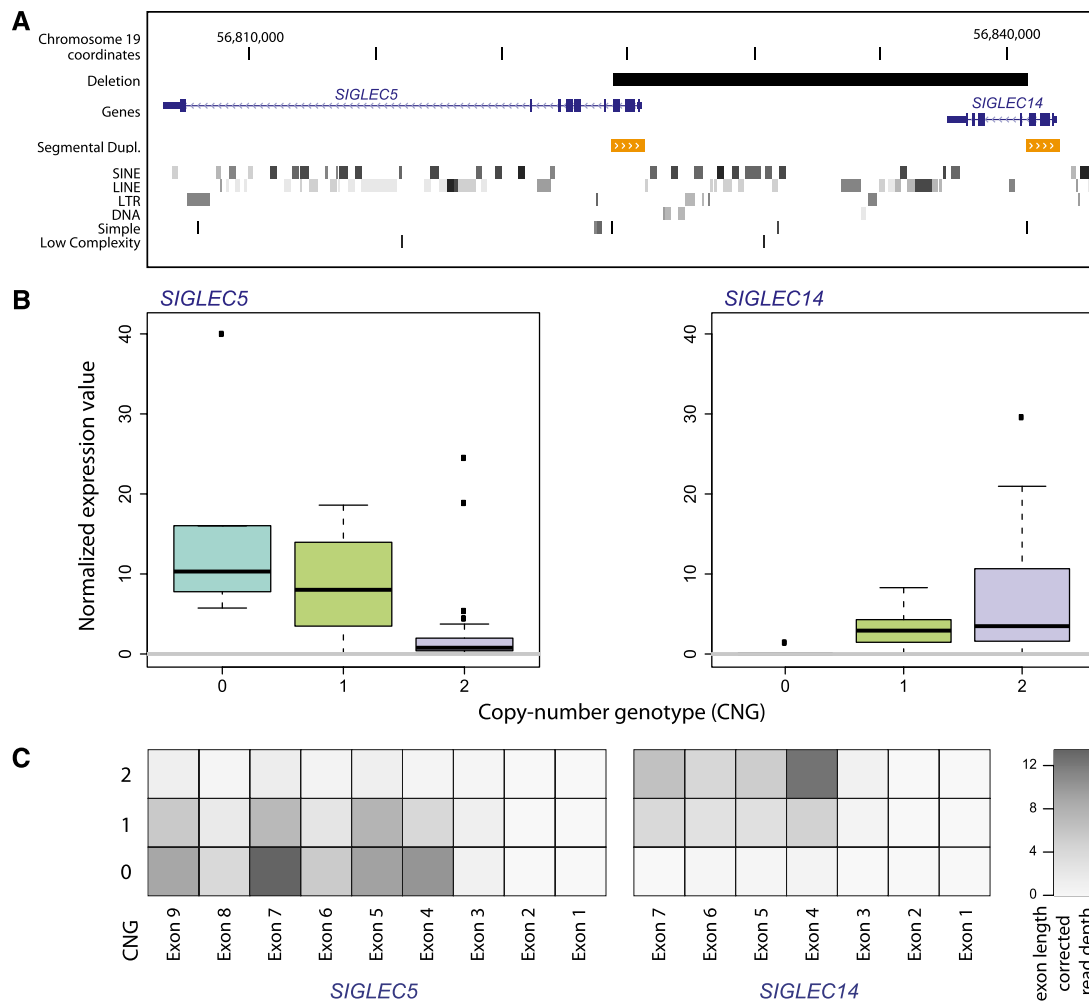 A
Chromosome 19
coordinates
56,810,000
56,840,000
Deletion
Genes
SIGLEC5
SIGLEC14
Segmental Dupl.
SINE
LINE
LTR
DNA
Simple
Low Complexity
B
SIGLEC5
SIGLEC14
Normalized expression value
40
30
20
10
0
0
1
2
40
30
20
10
0
0
1
2
Copy-number genotype (CNG)
C
2
1
0
CNG
Exon 9
Exon 8
Exon 7
Exon 6
Exon 5
Exon 4
Exon 3
Exon 2
Exon 1
SIGLEC5
Exon 7
Exon 6
Exon 5
Exon 4
Exon 3
Exon 2
Exon 1
SIGLEC14
12
8
4
0
exon length
corrected
read depth